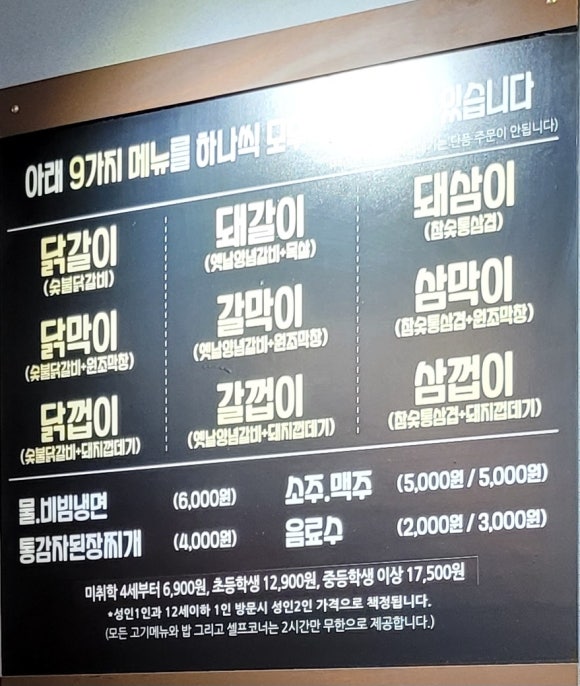 있습니다
아래 9가지 메뉴를 하나씩
단품 주문이 안됩니다)
닭갈이
(숯불닭갈비)
돼갈이
(옛날양념갈비+목살)
돼삼이
(참숯통삼겹)
닭막이
(숯불닭갈비+원조막창)
갈막이
(옛날양념갈비+원조막창)
삼막이
(참숯통삼겹+원조막창)
닭껍이
(숯불닭갈비+돼지껍데기)
갈껍이
(옛날양념갈비+돼지껍데기)
삼껍이
(참숯통삼겹+돼지껍데기)
물.비빔냉면 (6,000원)
소주.맥주 (5,000원 / 5,000원)
통감자된장찌개 (4,000원)
음료수 (2,000원 / 3,000원)
미취학 4세부터 6,900원, 초등학생 12,900원, 중등학생 이상 17,500원
*성인1인과 12세이하 1인 방문시 성인2인 가격으로 책정됩니다.
(모든 고기메뉴와 밥 그리고 셀프코너는 2시간만 무한으로 제공합니다.)